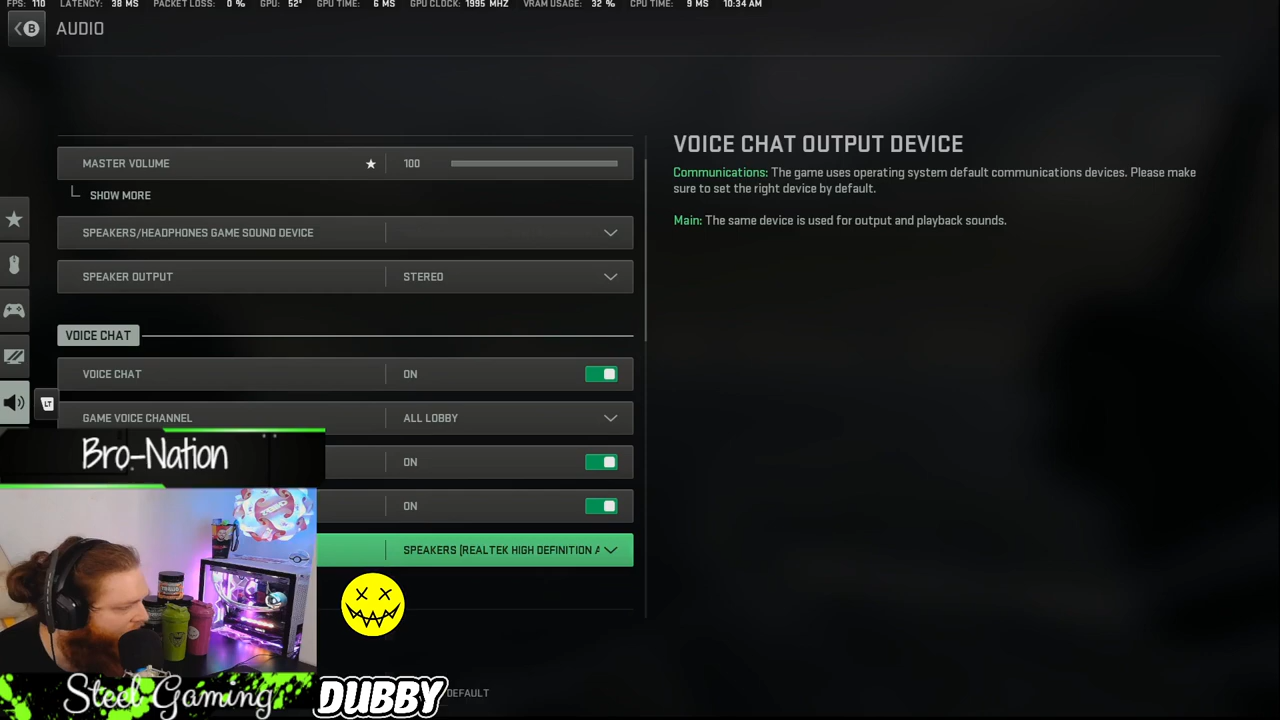 FPS: 110 LATENCY: 38 MS PACKET LOSS: 0 % GPU: 52° GPU TIME: 6 MS GPU CLOCK: 1995 MHZ VRAM USAGE: 32 % CPU TIME: 9 MS 10:34 AM
B AUDIO
MASTER VOLUME 100
SHOW MORE
SPEAKERS/HEADPHONES GAME SOUND DEVICE
SPEAKER OUTPUT STEREO
VOICE CHAT
VOICE CHAT ON
LT
GAME VOICE CHANNEL ALL LOBBY
ON
ON
SPEAKERS (REALTEK HIGH DEFINITION A
VOICE CHAT OUTPUT DEVICE
Communications: The game uses operating system default communications devices. Please make
sure to set the right device by default.
Main: The same device is used for output and playback sounds.
Bro-Nation
Steel Gaming
DUBBY
DEFAULT